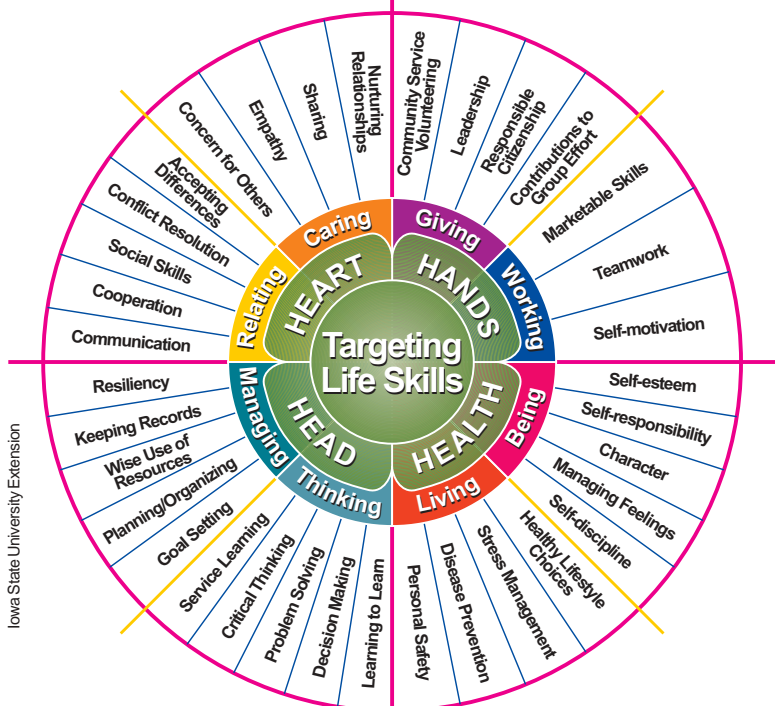 Targeting
Life Skills
HEART
HANDS
HEALTH
HEAD
Caring
Giving
Working
Being
Living
Thinking
Managing
Relating
Nurturing
Relationships
Sharing
Empathy
Concern for Others
Community Service
Volunteering
Leadership
Responsible
Citizenship
Contributions to
Group Effort
Marketable Skills
Teamwork
Self-motivation
Self-esteem
Self-responsibility
Character
Managing Feelings
Self-discipline
Healthy Lifestyle
Choices
Stress Management
Disease Prevention
Personal Safety
Learning to Learn
Decision Making
Problem Solving
Critical Thinking
Service Learning
Goal Setting
Planning/Organizing
Wise Use of
Resources
Keeping Records
Resiliency
Communication
Cooperation
Social Skills
Conflict Resolution
Accepting
Differences
Iowa State University Extension